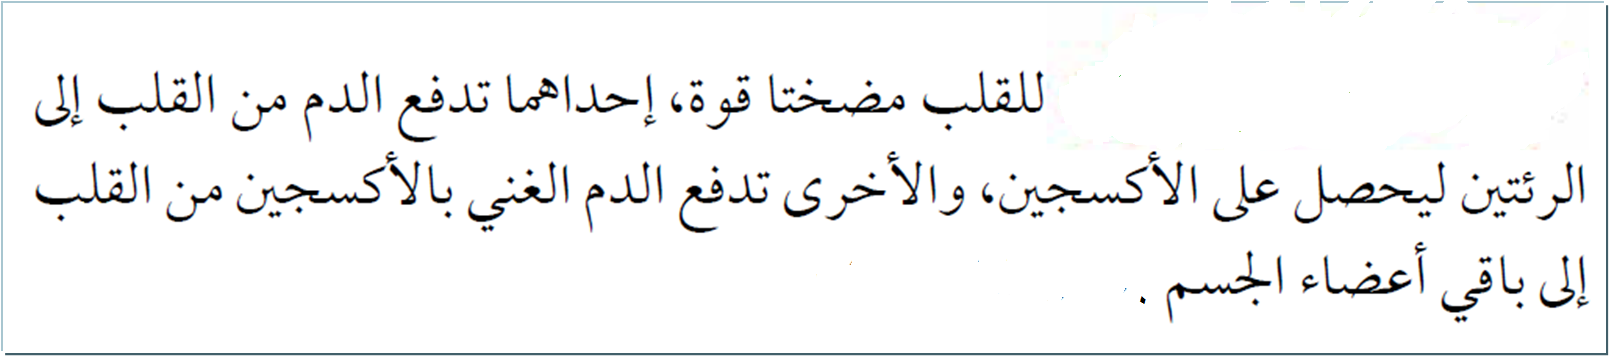 للقلب مضختا قوة، إحداهما تدفع الدم من القلب إلى
الرئتين ليحصل على الأكسجين، والأخرى تدفع الدم الغني بالأكسجين من القلب
إلى باقي أعضاء الجسم .